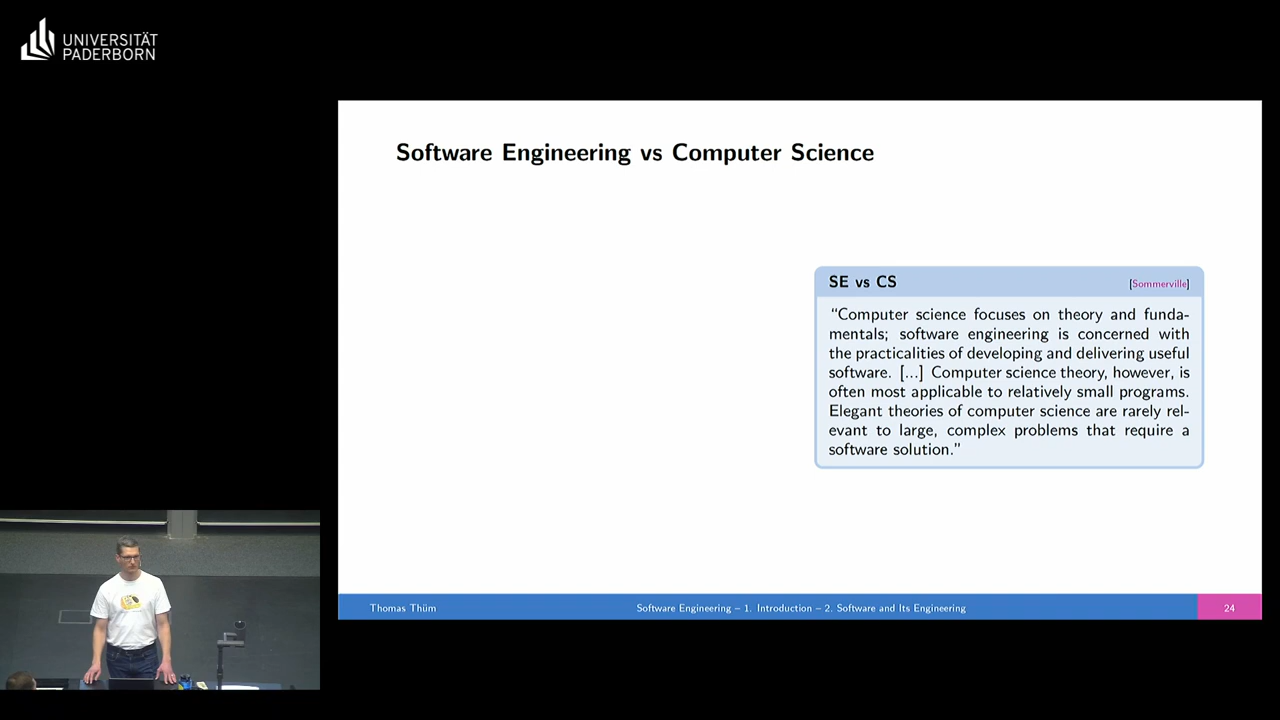 UNIVERSITÄT
PADERBORN
Software Engineering vs Computer Science
SE vs CS [Sommerville]
“Computer science focuses on theory and funda-
mentals; software engineering is concerned with
the practicalities of developing and delivering useful
software. [...] Computer science theory, however, is
often most applicable to relatively small programs.
Elegant theories of computer science are rarely rel-
evant to large, complex problems that require a
software solution.”
Thomas Thüm Software Engineering – 1. Introduction – 2. Software and Its Engineering 24